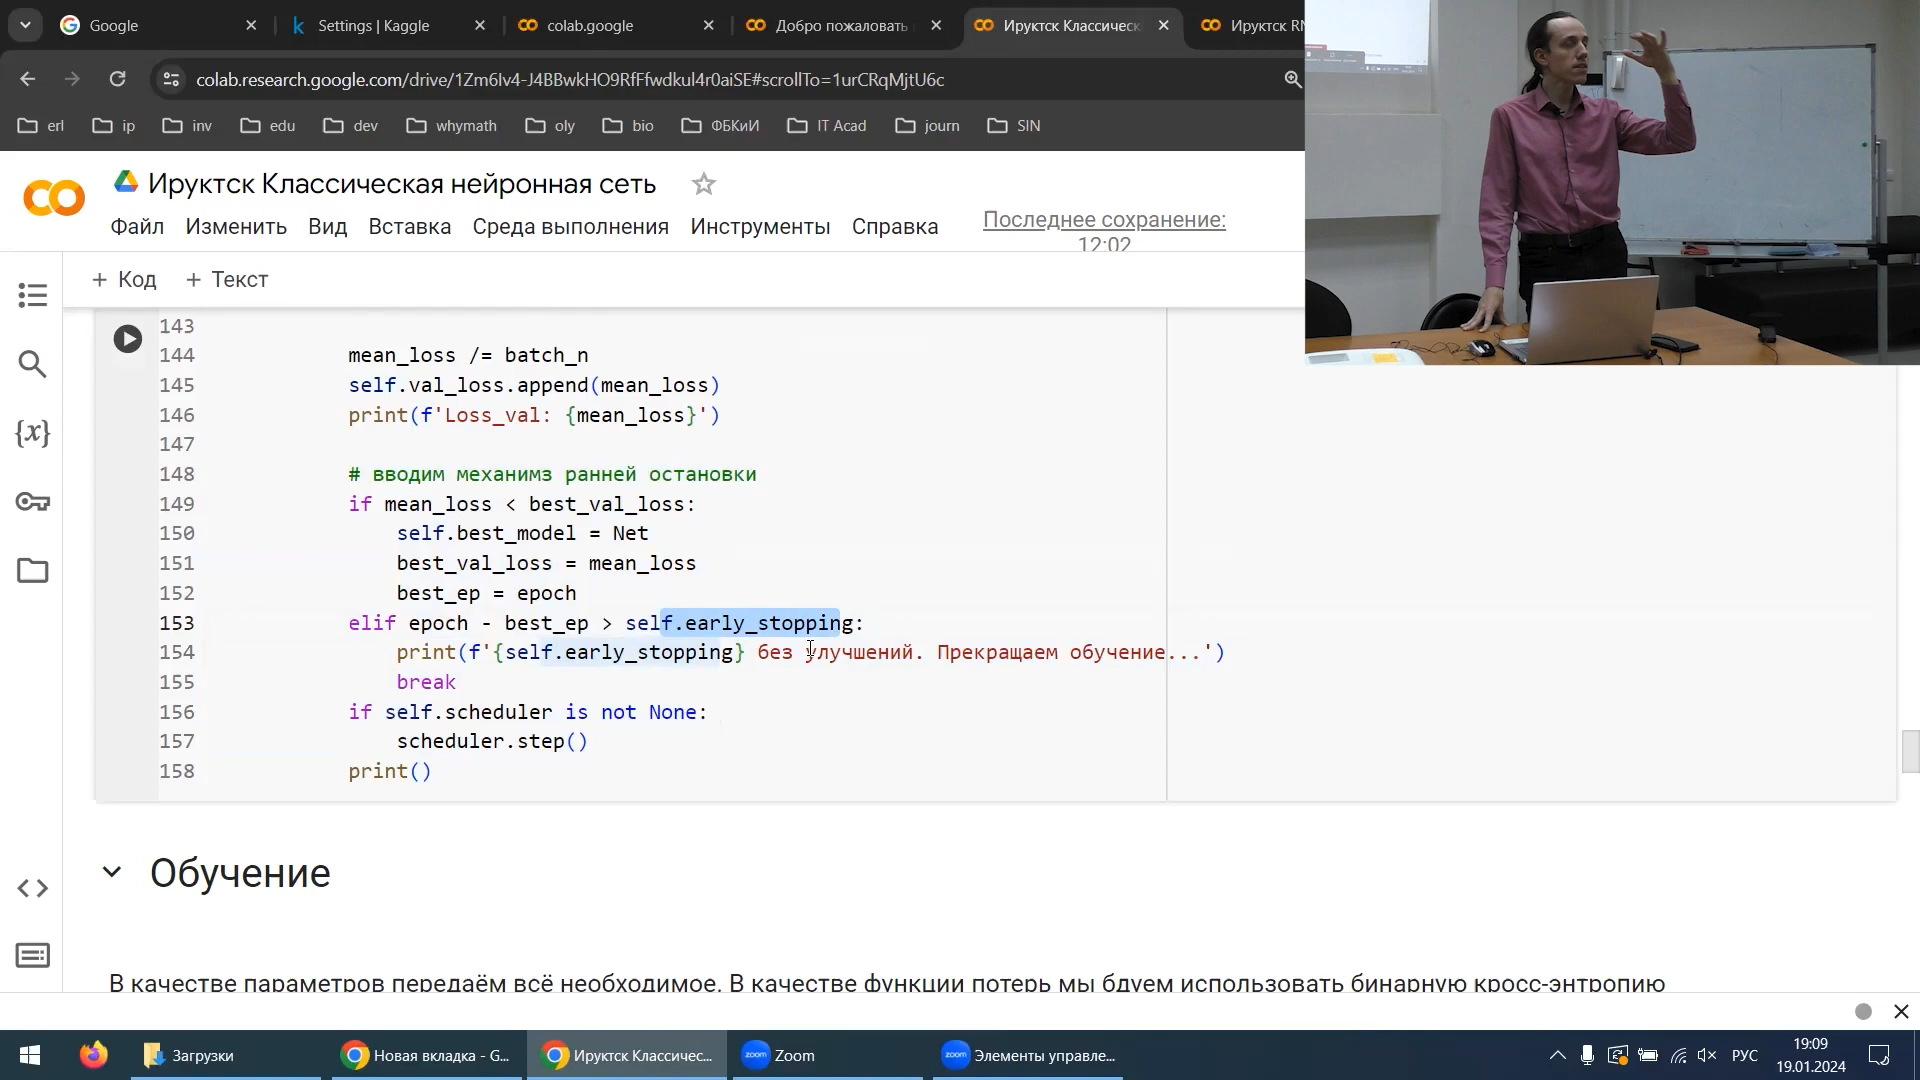 Google
Settings | Kaggle
colab.google
Добро пожаловать
Ируктск Классическ
Ируктск RN
colab.research.google.com/drive/1Zm6lv4-J4BBwkHO9RfFfwdkul4r0aiSE#scrollTo=1urCRqMjtU6c
erl
ip
inv
edu
dev
whymath
oly
bio
ФБКиИ
IT Acad
journ
SIN
Ируктск Классическая нейронная сеть
Файл Изменить Вид Вставка Среда выполнения Инструменты Справка
Последнее сохранение:
12:02
+ Код + Текст
143
144 mean_loss /= batch_n
145 self.val_loss.append(mean_loss)
146 print(f'Loss_val: {mean_loss}')
147
148 # вводим механимз ранней остановки
149 if mean_loss < best_val_loss:
150 self.best_model = Net
151 best_val_loss = mean_loss
152 best_ep = epoch
153 elif epoch - best_ep > self.early_stopping:
154 print(f'{self.early_stopping} без улучшений. Прекращаем обучение...')
155 break
156 if self.scheduler is not None:
157 scheduler.step()
158 print()
Обучение
В качестве параметров передаём всё необходимое. В качестве функции потерь мы бдуем использовать бинарную кросс-энтропию
Загрузки
Новая вкладка - G...
Ируктск Классичес...
zoom Zoom
zoom Элементы управле...
РУС
19:09
19.01.2024